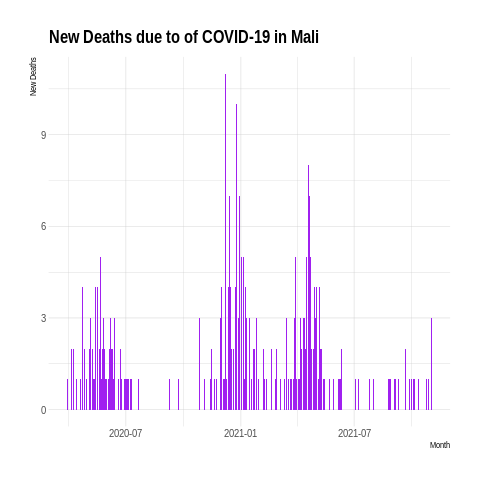 New Deaths due to of COVID-19 in Mali
New Deaths
9
6
3
0
2020-07 2021-01 2021-07
Month